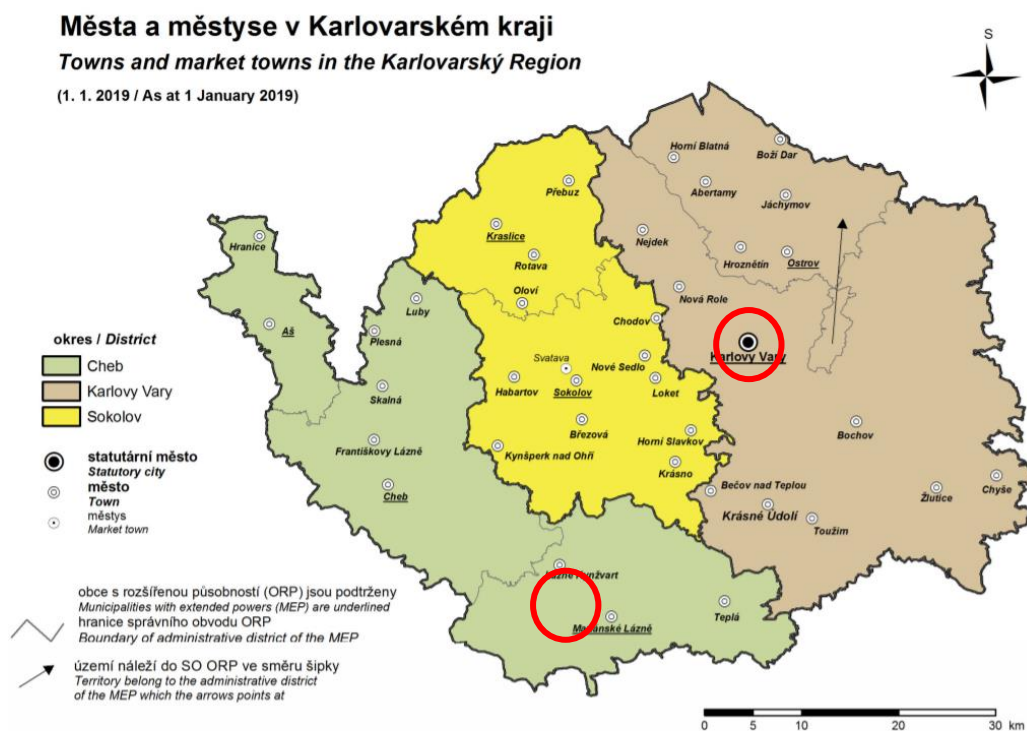 Města a městyse v Karlovarském kraji
Towns and market towns in the Karlovarský Region
(1. 1. 2019 / As at 1 January 2019)
S
Horní Blatná
Boží Dar
Přebuz
Abertamy
Jáchymov
Kraslice
Nejdek
Hranice
Hroznětín
Ostrov
Rotava
Oloví
Nová Role
Luby
Chodov
Aš
Plesná
okres / District
Karlovy Vary
Svatava
Nové Sedlo
Cheb
Habartov
Sokolov
Loket
Karlovy Vary
Skalná
Sokolov
Březová
Horní Slavkov
Bochov
Františkovy Lázně
Kynšperk nad Ohří
statutární město
Statutory city
Krásno
Cheb
Bečov nad Teplou
Žlutice
Chyše
město
Town
Krásné Údolí
městys
Market town
Toužim
Lázně Kynžvart
obce s rozšířenou působností (ORP) jsou podtrženy
Municipalities with extended powers (MEP) are underlined
hranice správního obvodu ORP
Boundary of administrative district of the MEP
Mariánské Lázně
Teplá
území náleží do SO ORP ve směru šipky
Territory belong to the administrative district
of the MEP which the arrows points at
0 5 10 20 30 km